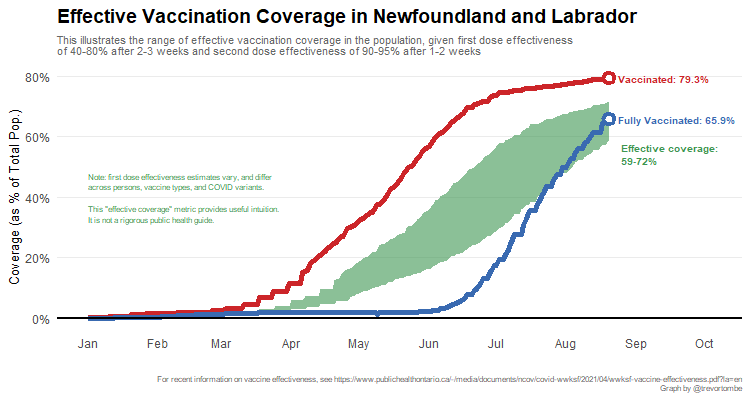 Effective Vaccination Coverage in Newfoundland and Labrador
This illustrates the range of effective vaccination coverage in the population, given first dose effectiveness
of 40-80% after 2-3 weeks and second dose effectiveness of 90-95% after 1-2 weeks
Coverage (as % of Total Pop.)
80%
60%
40%
20%
0%
Vaccinated: 79.3%
Fully Vaccinated: 65.9%
Effective coverage:
59-72%
Note: first dose effectiveness estimates vary, and differ
across persons, vaccine types, and COVID variants.
This "effective coverage" metric provides useful intuition.
It is not a rigorous public health guide.
Jan Feb Mar Apr May Jun Jul Aug Sep Oct
For recent information on vaccine effectiveness, see https://www.publichealthontario.ca/-/media/documents/ncov/covid-wwksf/2021/04/wwksf-vaccine-effectiveness.pdf?la=en
Graph by @trevortombe